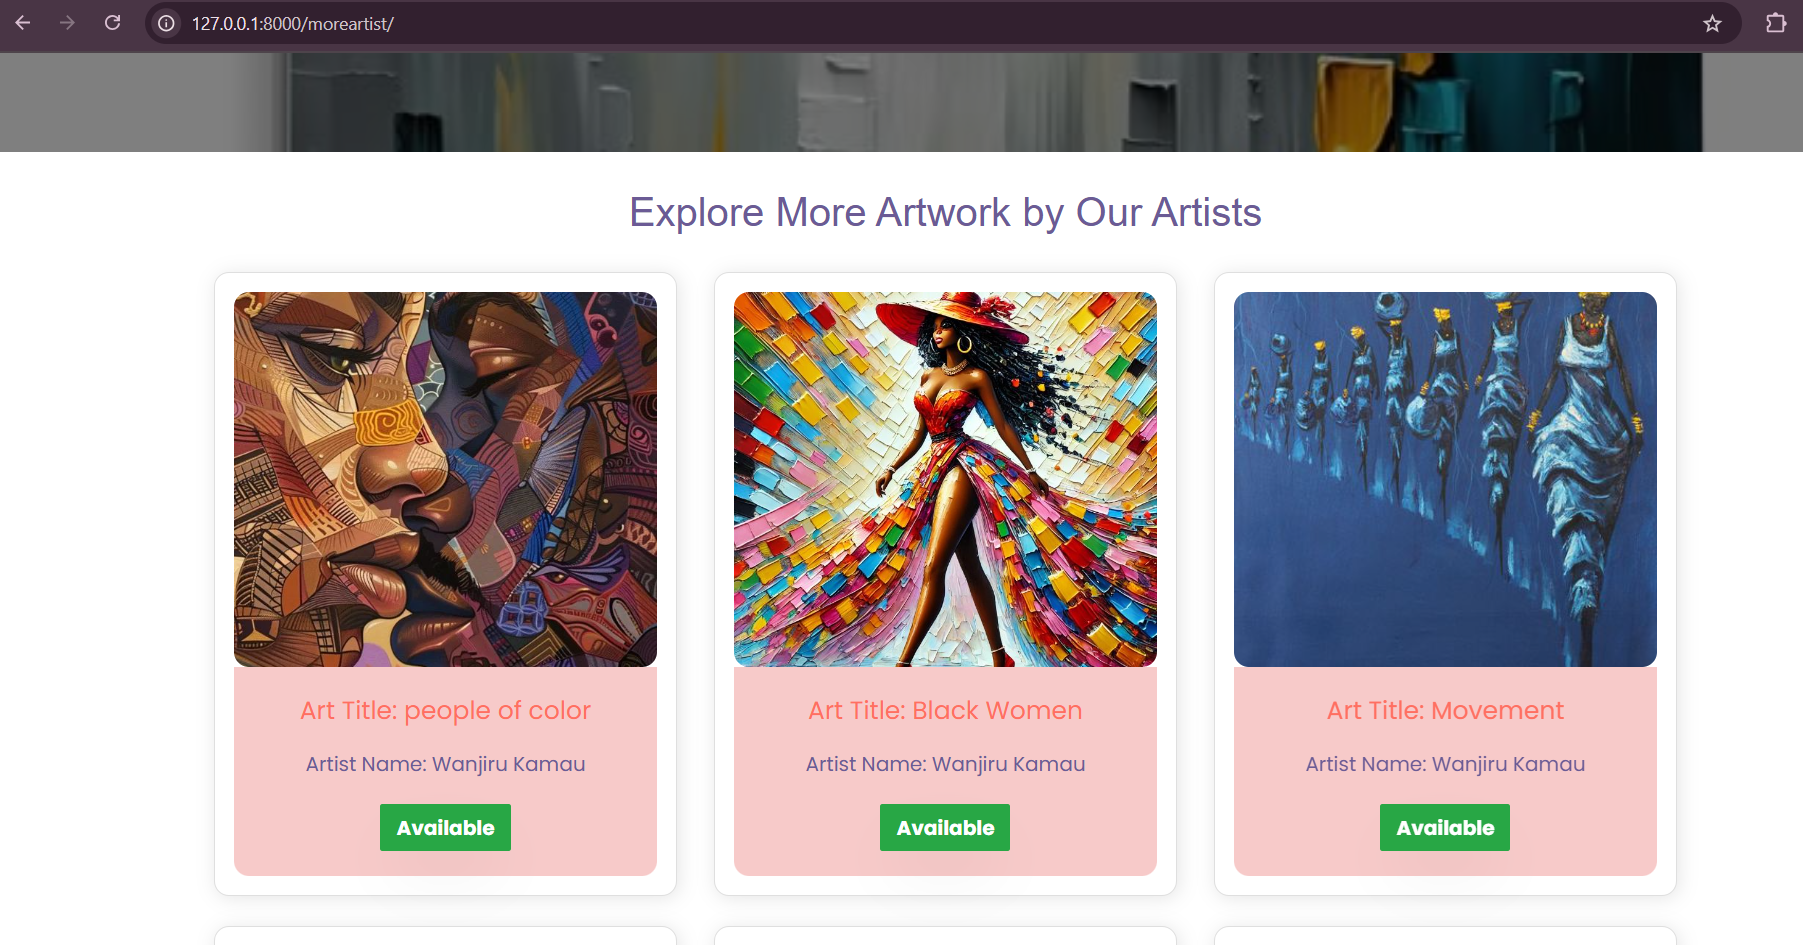 127.0.0.1:8000/moreartist/
Explore More Artwork by Our Artists
Art Title: people of color
Artist Name: Wanjiru Kamau
Available
Art Title: Black Women
Artist Name: Wanjiru Kamau
Available
Art Title: Movement
Artist Name: Wanjiru Kamau
Available